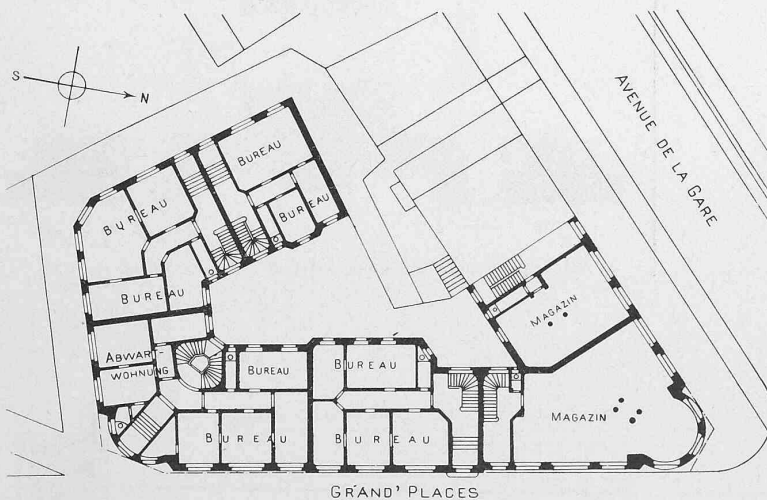 S
N
AVENUE DE LA GARE
BUREAU
BUREAU
BUREAU
BUREAU
MAGAZIN
ABWART-
WOHNUNG
BUREAU
BUREAU
MAGAZIN
BUREAU
BUREAU
GRAND' PLACES